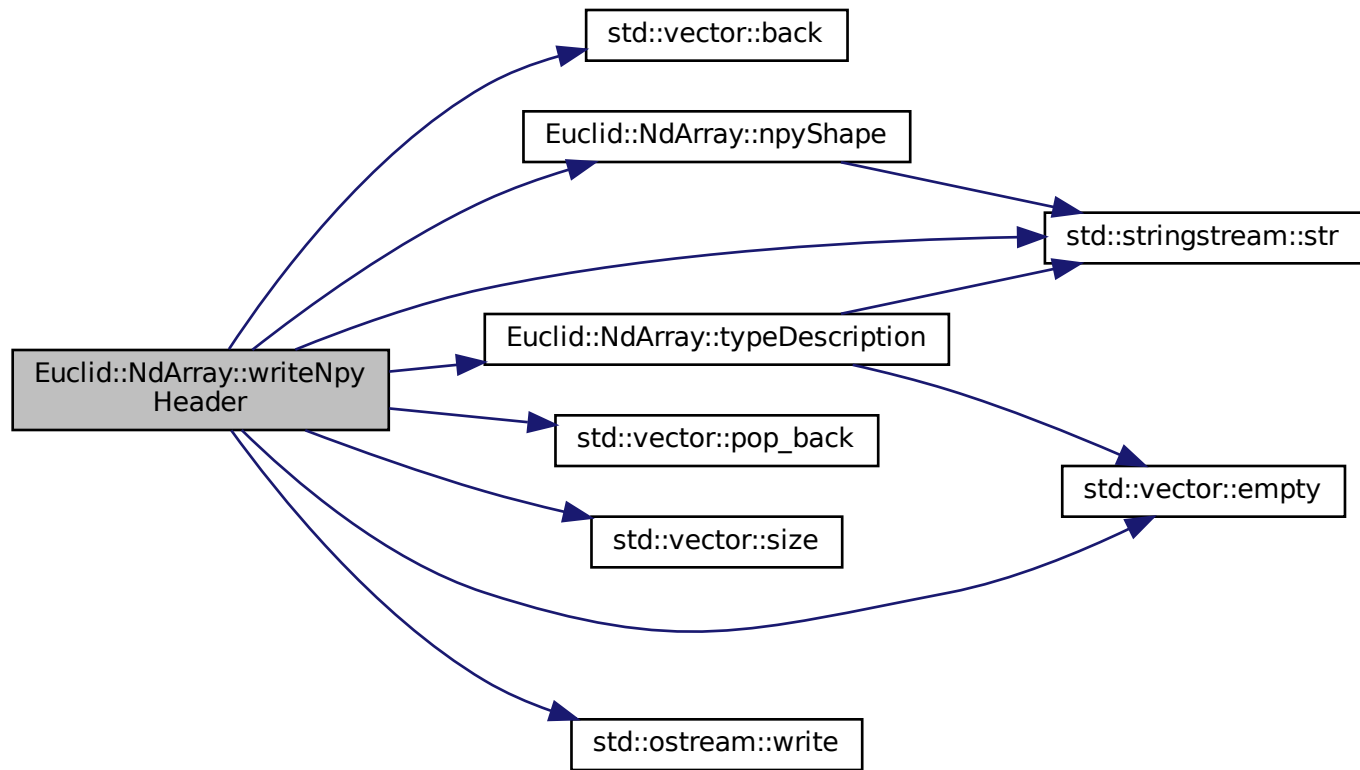 std::vector::back
Euclid::NdArray::npyShape
std::stringstream::str
Euclid::NdArray::typeDescription
Euclid::NdArray::writeNpy
Header
std::vector::pop_back
std::vector::empty
std::vector::size
std::ostream::write